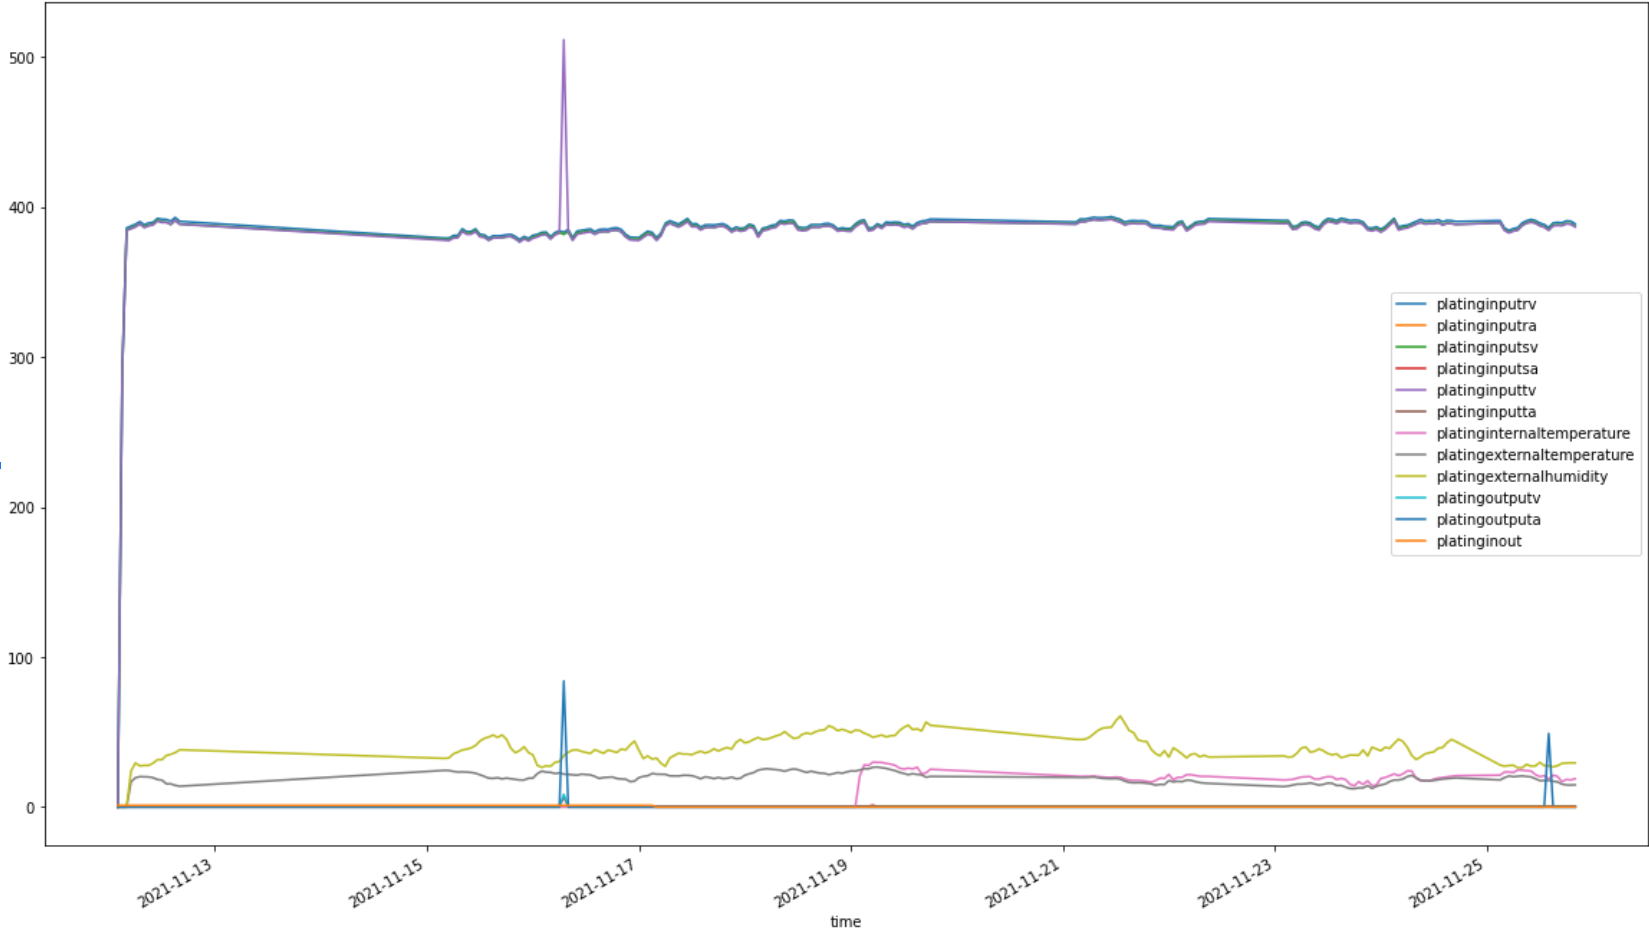 500
400
300
200
100
0
platinginputrv
platinginputra
platinginputsv
platinginputsa
platinginputtv
platinginputta
platinginternaltemperature
platingexternaltemperature
platingexternalhumidity
platingoutputv
platingoutputa
platinginout
2021-11-13
2021-11-15
2021-11-17
2021-11-19
2021-11-21
2021-11-23
2021-11-25
time